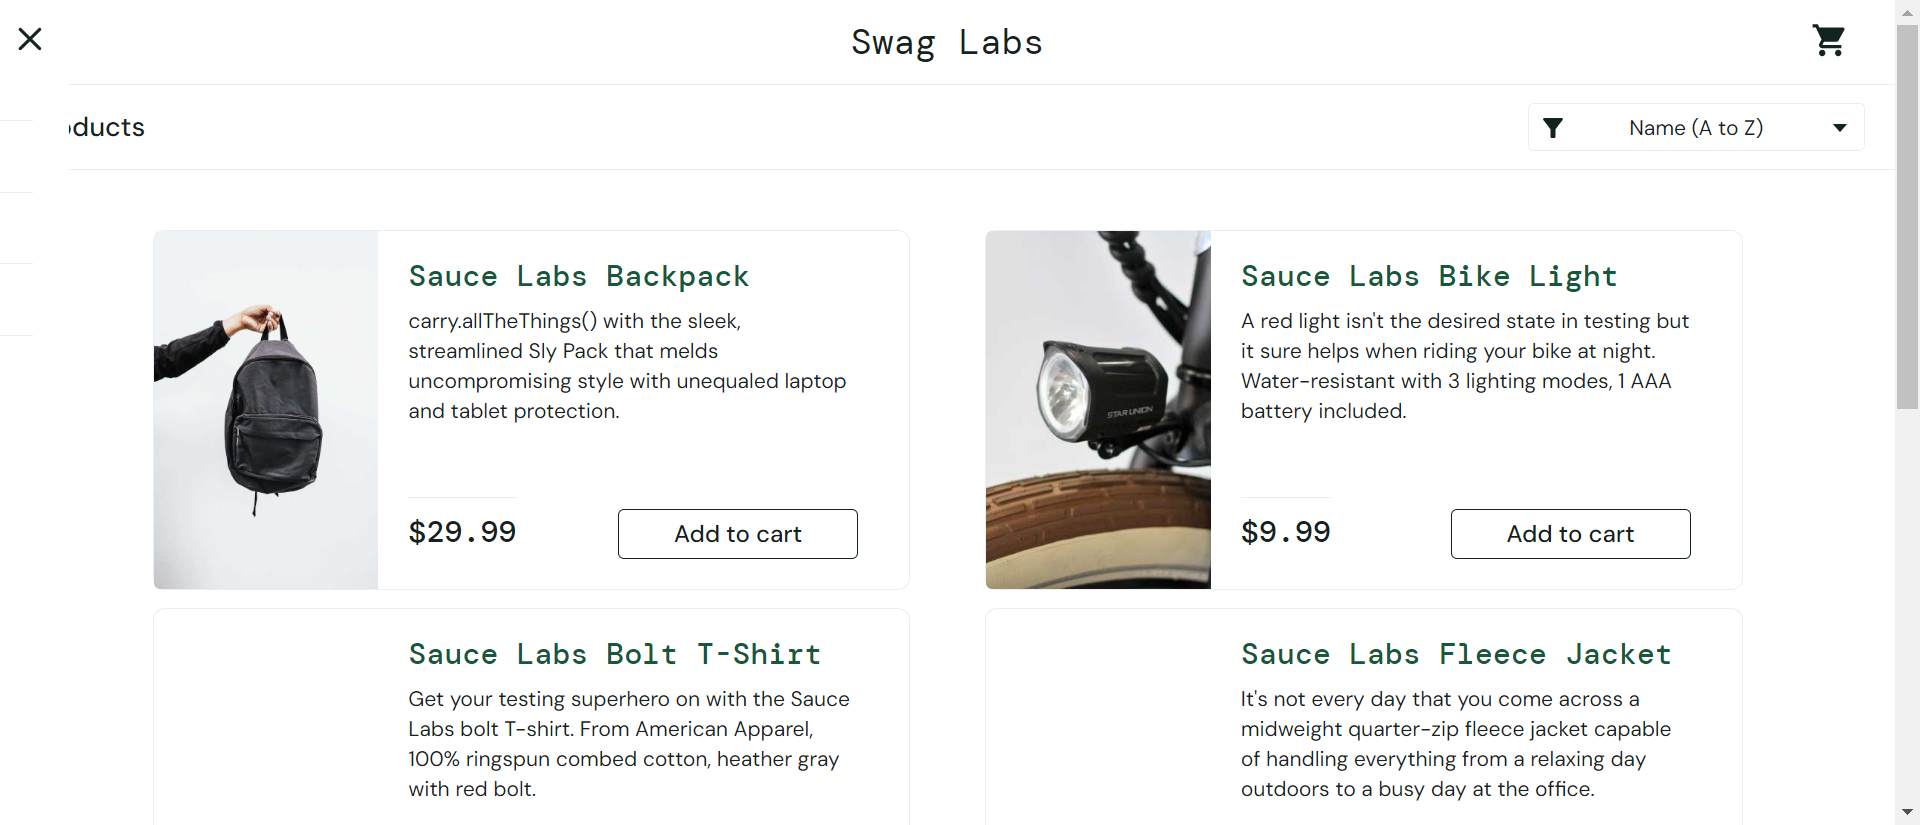 Swag Labs
oducts
Name (A to Z)
Sauce Labs Backpack
carry.allTheThings() with the sleek,
streamlined Sly Pack that melds
uncompromising style with unequaled laptop
and tablet protection.
$29.99
Add to cart
Sauce Labs Bike Light
A red light isn't the desired state in testing but
it sure helps when riding your bike at night.
Water-resistant with 3 lighting modes, 1 AAA
battery included.
STAR UNION
$9.99
Add to cart
Sauce Labs Bolt T-Shirt
Get your testing superhero on with the Sauce
Labs bolt T-shirt. From American Apparel,
100% ringspun combed cotton, heather gray
with red bolt.
Sauce Labs Fleece Jacket
It's not every day that you come across a
midweight quarter-zip fleece jacket capable
of handling everything from a relaxing day
outdoors to a busy day at the office.